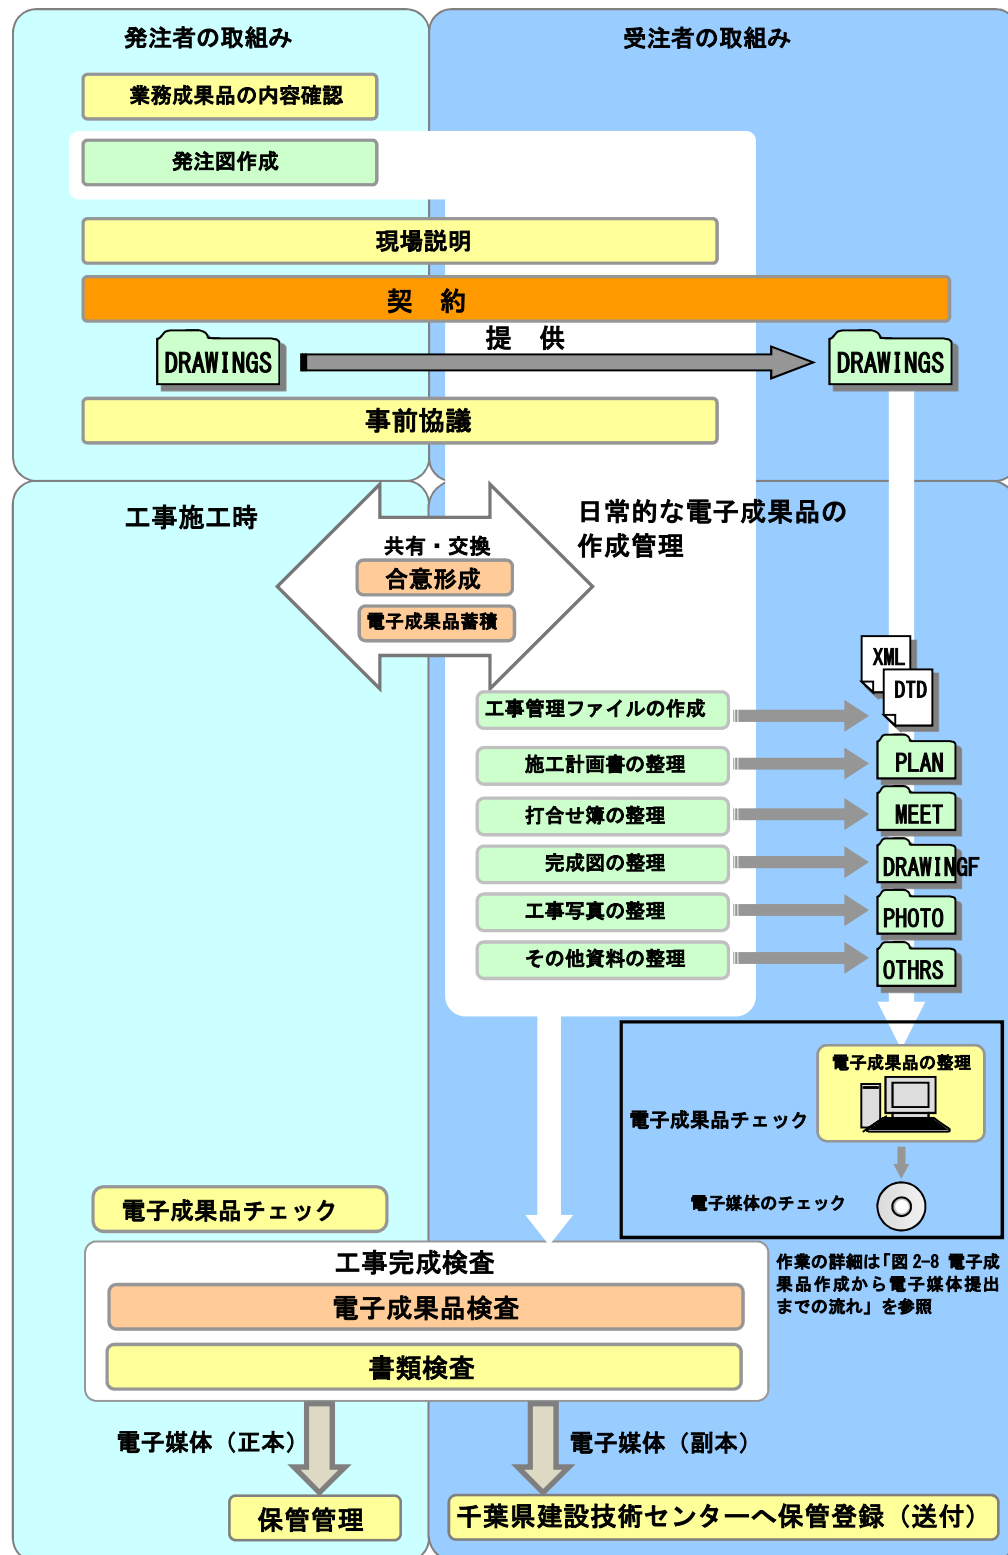 発注者の取組み
受注者の取組み
業務成果品の内容確認
発注図作成
現場説明
契　約
提　供
DRAWINGS
DRAWINGS
事前協議
工事施工時
日常的な電子成果品の
作成管理
共有・交換
合意形成
電子成果品蓄積
XML
DTD
工事管理ファイルの作成
施工計画書の整理
PLAN
打合せ簿の整理
MEET
完成図の整理
DRAWINGF
工事写真の整理
PHOTO
その他資料の整理
OTHRS
電子成果品の整理
電子成果品チェック
電子媒体のチェック
電子成果品チェック
作業の詳細は「図 2-8 電子成
果品作成から電子媒体提出
までの流れ」を参照
工事完成検査
電子成果品検査
書類検査
電子媒体（正本）
電子媒体（副本）
保管管理
千葉県建設技術センターへ保管登録（送付）